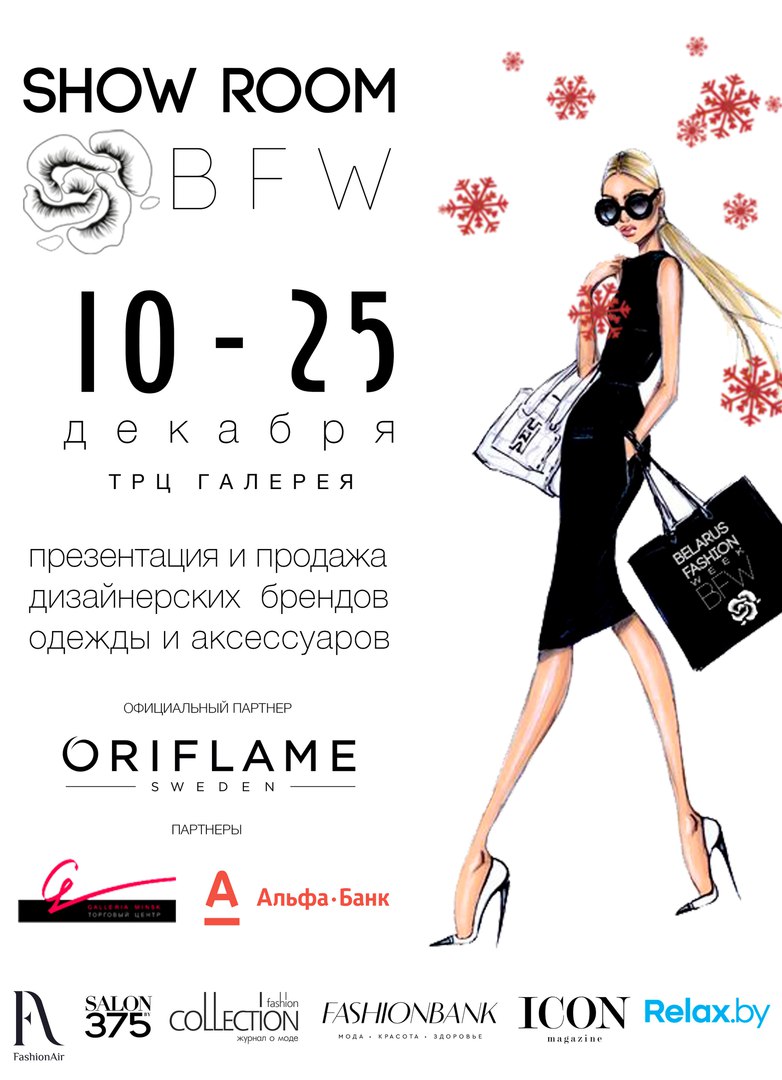 SHOW ROOM
BFW
10 - 25
декабря
ТРЦ ГАЛЕРЕЯ
презентация и продажа
дизайнерских брендов
одежды и аксессуаров
BELARUS
FASHION
WEEK
BFW
ОФИЦИАЛЬНЫЙ ПАРТНЕР
ORIFLAME
SWEDEN
ПАРТНЕРЫ
GALLERIA MINSK
ТОРГОВЫЙ ЦЕНТР
А
Альфа·Банк
FashionAir
SALON
375 BY
fashion
COLLECTION
журнал о моде
FASHIONBANK
МОДА • КРАСОТА • ЗДОРОВЬЕ
ICON
magazine
Relax.by